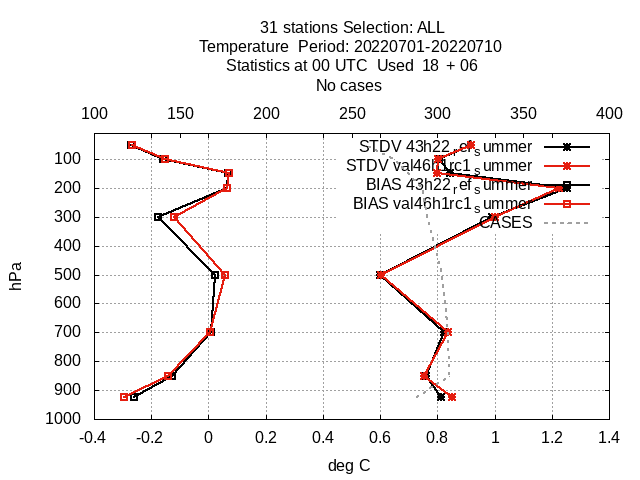 31 stations Selection: ALL
Temperature  Period: 20220701-20220710
Statistics at 00 UTC  Used  18  + 06
No cases
100 150 200 250 300 350 400
STDV 43h22_ref_summer
STDV val46h1rc1_summer
BIAS 43h22_ref_summer
BIAS val46h1rc1_summer
CASES
100
200
300
400
500
600
700
800
900
1000
hPa
-0.4 -0.2 0 0.2 0.4 0.6 0.8 1 1.2 1.4
deg C